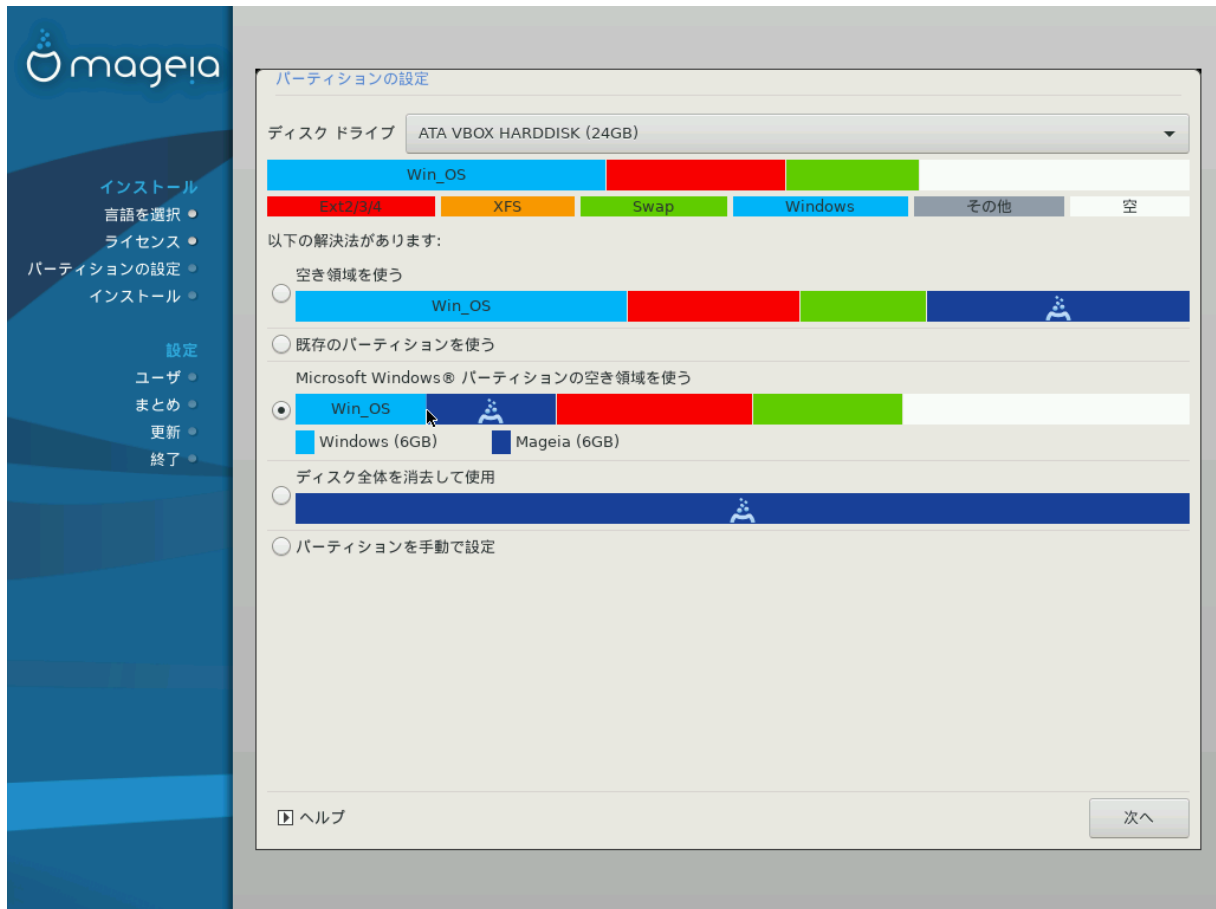 mageia
インストール
言語を選択
ライセンス
パーティションの設定
インストール
設定
ユーザ
まとめ
更新
終了
パーティションの設定
ディスク ドライブ ATA VBOX HARDDISK (24GB)
Win_OS
Ext2/3/4 XFS Swap Windows その他 空
以下の解決法があります:
空き領域を使う
Win_OS
既存のパーティションを使う
Microsoft Windows® パーティションの空き領域を使う
Win_OS
Windows (6GB) Mageia (6GB)
ディスク全体を消去して使用
パーティションを手動で設定
ヘルプ 次へ